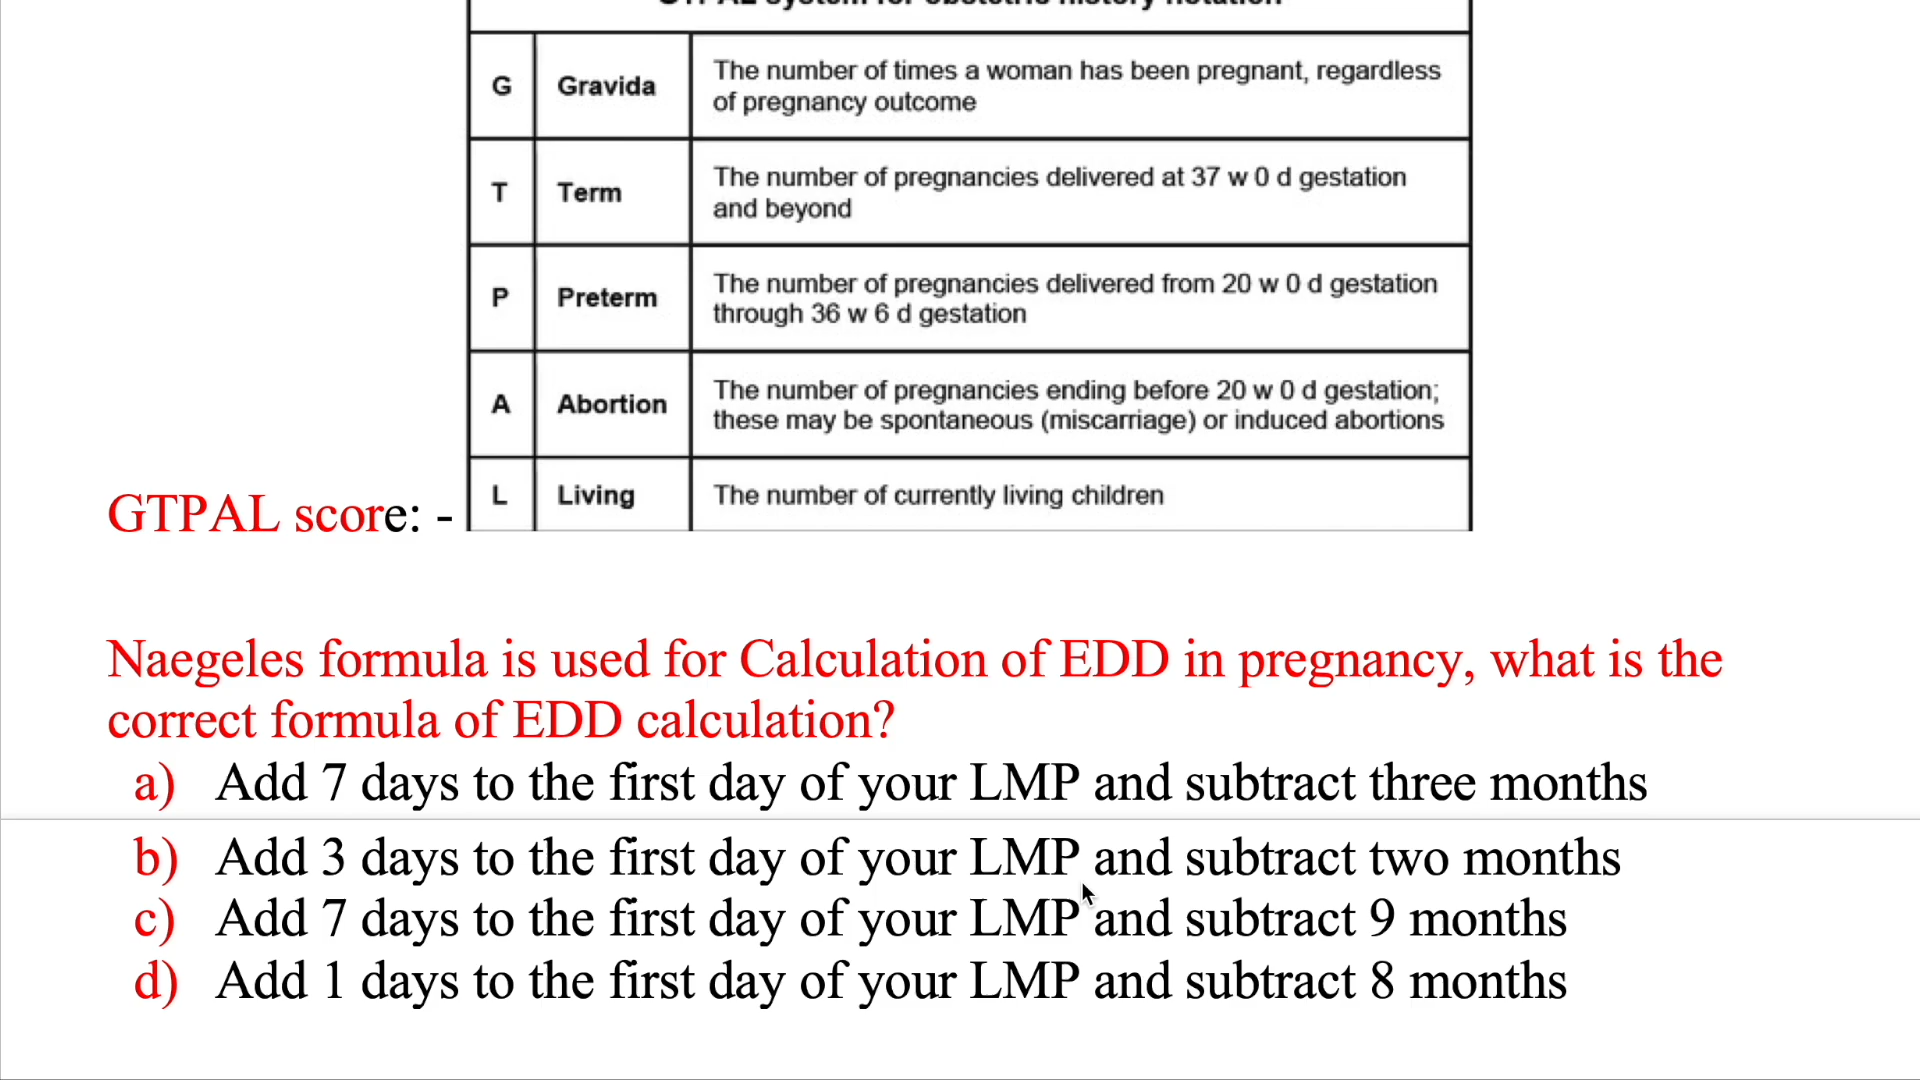 GTPAL system for obstetric history notation
G Gravida The number of times a woman has been pregnant, regardless
of pregnancy outcome
T Term The number of pregnancies delivered at 37 w 0 d gestation
and beyond
P Preterm The number of pregnancies delivered from 20 w 0 d gestation
through 36 w 6 d gestation
A Abortion The number of pregnancies ending before 20 w 0 d gestation;
these may be spontaneous (miscarriage) or induced abortions
L Living The number of currently living children
GTPAL score: -
Naegeles formula is used for Calculation of EDD in pregnancy, what is the
correct formula of EDD calculation?
a) Add 7 days to the first day of your LMP and subtract three months
b) Add 3 days to the first day of your LMP and subtract two months
c) Add 7 days to the first day of your LMP and subtract 9 months
d) Add 1 days to the first day of your LMP and subtract 8 months